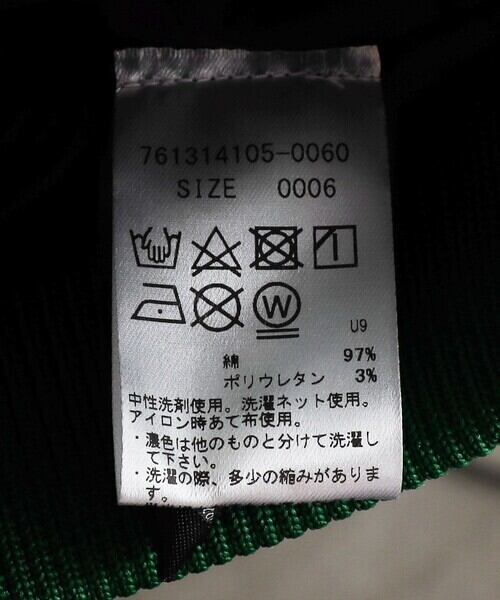 761314105-0060
SIZE 0006
W
U9
綿 97%
ポリウレタン 3%
中性洗剤使用。洗濯ネット使用。
アイロン時あて布使用。
・濃色は他のものと分けて洗濯し
て下さい。
・洗濯の際、多少の縮みがありま
す。